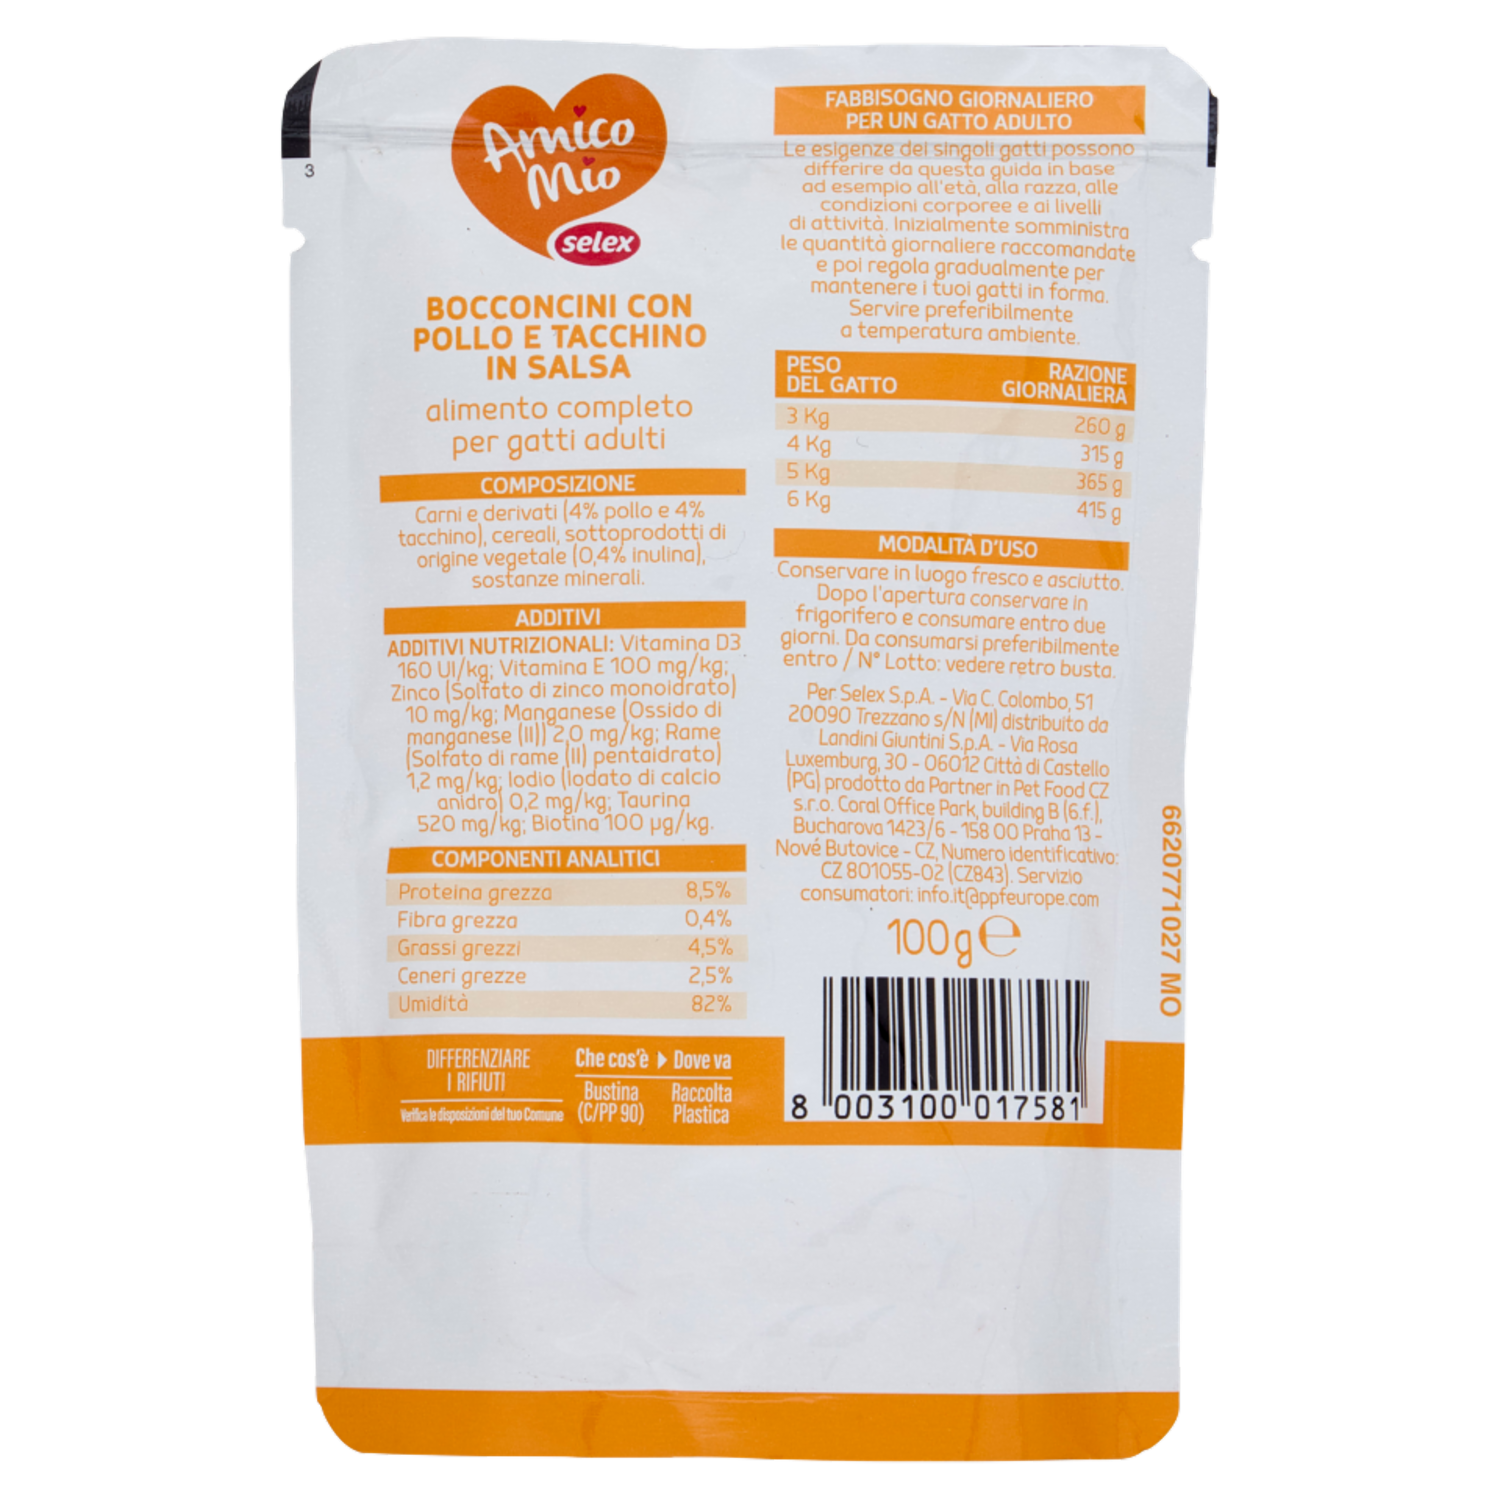 3
Amico
Mio
selex
BOCCONCINI CON
POLLO E TACCHINO
IN SALSA
alimento completo
per gatti adulti
COMPOSIZIONE
Carni e derivati (4% pollo e 4%
tacchino), cereali, sottoprodotti di
origine vegetale (0,4% inulina),
sostanze minerali.
ADDITIVI
ADDITIVI NUTRIZIONALI: Vitamina D3
160 UI/kg; Vitamina E 100 mg/kg;
Zinco (Solfato di zinco monoidrato)
10 mg/kg; Manganese (Ossido di
manganese (II)) 2,0 mg/kg; Rame
(Solfato di rame (II) pentaidrato)
1,2 mg/kg; Iodio (Iodato di calcio
anidro) 0,2 mg/kg; Taurina
520 mg/kg; Biotina 100 µg/kg.
COMPONENTI ANALITICI
Proteina grezza 8,5%
Fibra grezza 0,4%
Grassi grezzi 4,5%
Ceneri grezze 2,5%
Umidità 82%
DIFFERENZIARE
I RIFIUTI
Verifica le disposizioni del tuo Comune
Che cos'è Dove va
Bustina Raccolta
(C/PP 90) Plastica
FABBISOGNO GIORNALIERO
PER UN GATTO ADULTO
Le esigenze dei singoli gatti possono
differire da questa guida in base
ad esempio all'età, alla razza, alle
condizioni corporee e ai livelli
di attività. Inizialmente somministra
le quantità giornaliere raccomandate
e poi regola gradualmente per
mantenere i tuoi gatti in forma.
Servire preferibilmente
a temperatura ambiente.
PESO RAZIONE
DEL GATTO GIORNALIERA
3 Kg 260 g
4 Kg 315 g
5 Kg 365 g
6 Kg 415 g
MODALITÀ D'USO
Conservare in luogo fresco e asciutto.
Dopo l'apertura conservare in
frigorifero e consumare entro due
giorni. Da consumarsi preferibilmente
entro / N° Lotto: vedere retro busta.
Per Selex S.p.A. - Via C. Colombo, 51
20090 Trezzano s/N (MI) distribuito da
Landini Giuntini S.p.A. - Via Rosa
Luxemburg, 30 - 06012 Città di Castello
(PG) prodotto da Partner in Pet Food CZ
s.r.o. Coral Office Park, building B (6.f.),
Bucharova 1423/6 - 158 00 Praha 13 -
Nové Butovice - CZ, Numero identificativo:
CZ 801055-02 (CZ843). Servizio
consumatori: info.it@ppfeurope.com
100 g e
8 003100 017581
6620771027 MO